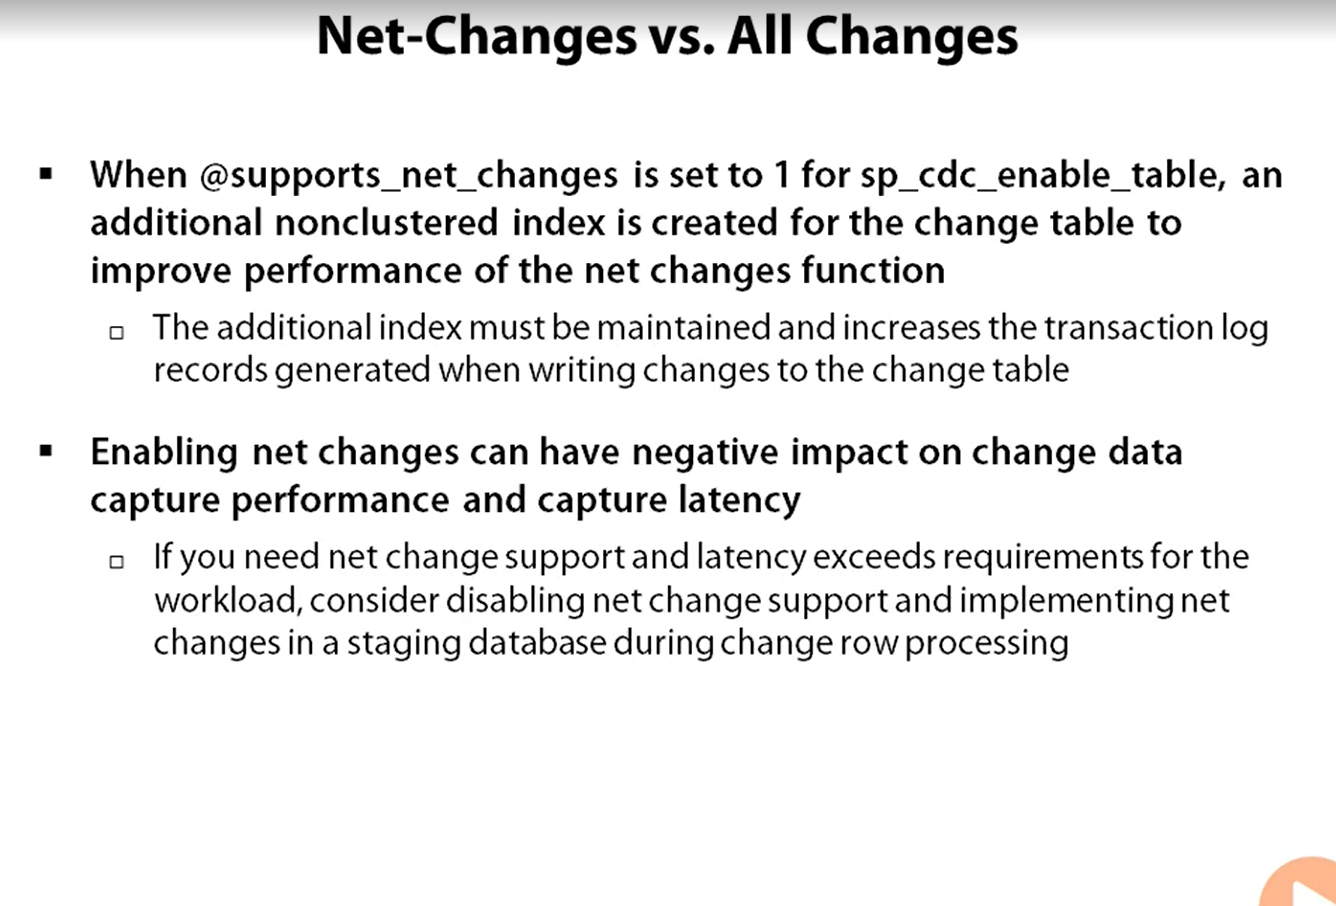 Net-Changes vs. All Changes
▪ When @supports_net_changes is set to 1 for sp_cdc_enable_table, an
additional nonclustered index is created for the change table to
improve performance of the net changes function
▫ The additional index must be maintained and increases the transaction log
records generated when writing changes to the change table
▪ Enabling net changes can have negative impact on change data
capture performance and capture latency
▫ If you need net change support and latency exceeds requirements for the
workload, consider disabling net change support and implementing net
changes in a staging database during change row processing